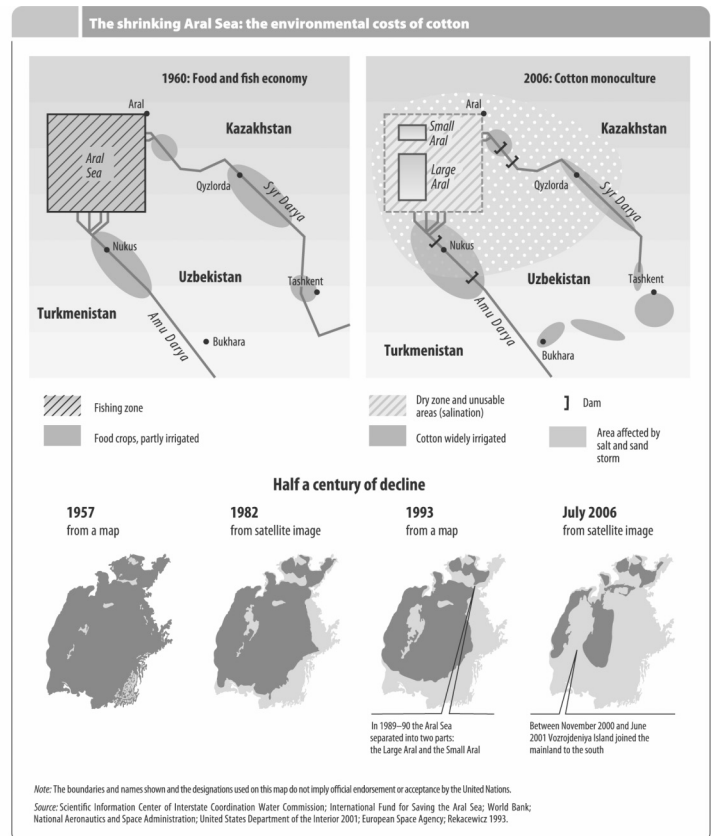 The shrinking Aral Sea: the environmental costs of cotton
1960: Food and fish economy
Aral
Kazakhstan
Aral
Sea
Qyzlorda
Syr Darya
Nukus
Uzbekistan
Tashkent
Turkmenistan
Amu Darya
Bukhara
2006: Cotton monoculture
Aral
Small
Aral
Kazakhstan
Large
Aral
Qyzlorda
Syr Darya
Nukus
Uzbekistan
Tashkent
Amu Darya
Turkmenistan
Bukhara
Fishing zone
Food crops, partly irrigated
Dry zone and unusable
areas (salination)
Cotton widely irrigated
Dam
Area affected by
salt and sand
storm
Half a century of decline
1957
from a map
1982
from satellite image
1993
from a map
July 2006
from satellite image
In 1989–90 the Aral Sea
separated into two parts:
the Large Aral and the Small Aral
Between November 2000 and June
2001 Vozrojdeniya Island joined the
mainland to the south
Note: The boundaries and names shown and the designations used on this map do not imply official endorsement or acceptance by the United Nations.
Source: Scientific Information Center of Interstate Coordination Water Commission; International Fund for Saving the Aral Sea; World Bank;
National Aeronautics and Space Administration; United States Department of the Interior 2001; European Space Agency; Rekacewicz 1993.